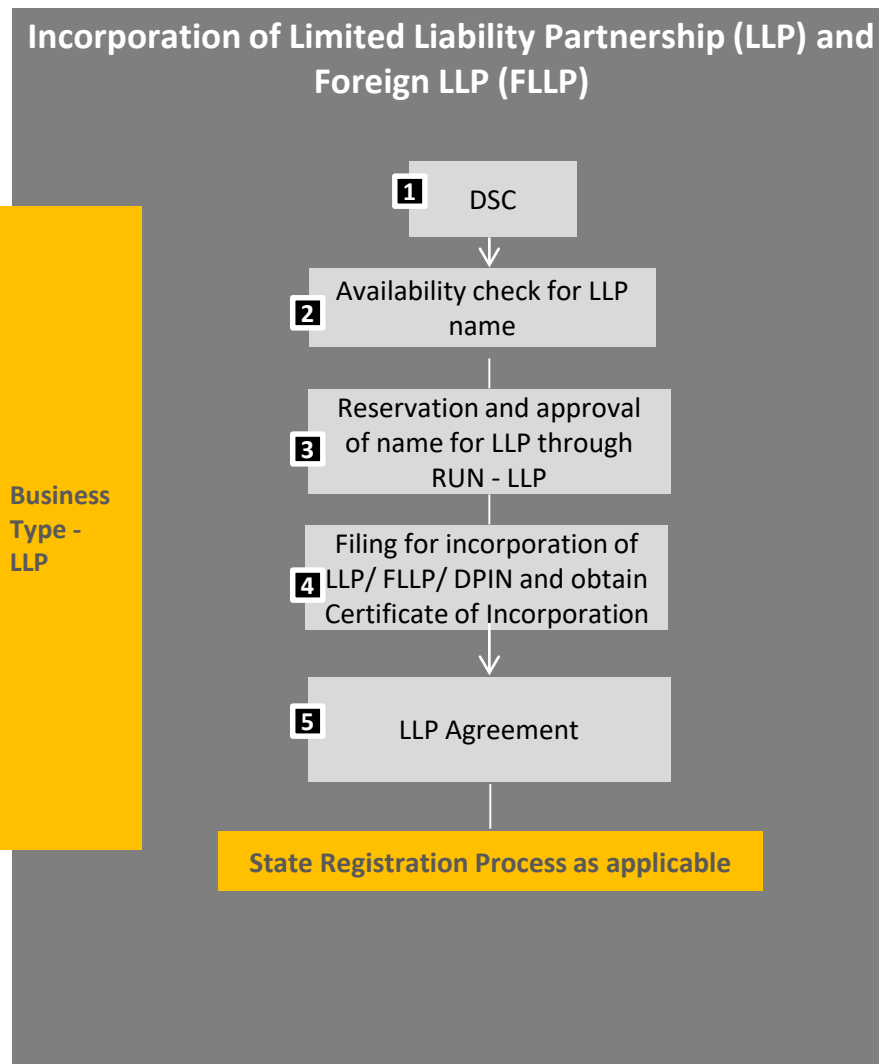 Incorporation of Limited Liability Partnership (LLP) and
Foreign LLP (FLLP)
1
DSC
2
Availability check for LLP
name
3
Reservation and approval
of name for LLP through
RUN - LLP
Business
Type -
LLP
4
Filing for incorporation of
LLP/ FLLP/ DPIN and obtain
Certificate of Incorporation
5
LLP Agreement
State Registration Process as applicable